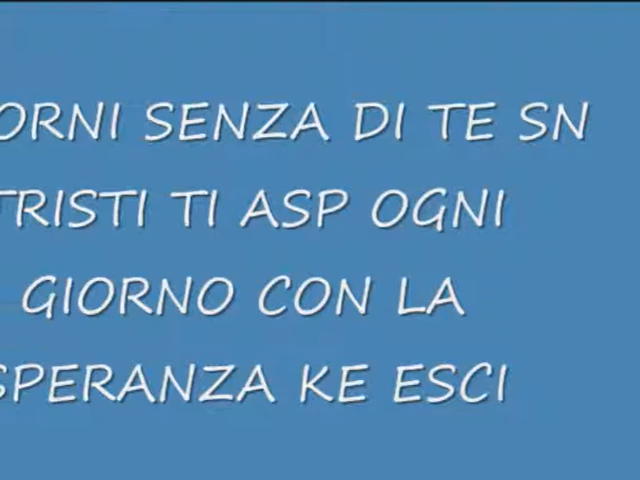 ORNI SENZA DI TE SN
TRISTI TI ASP OGNI
GIORNO CON LA
SPERANZA KE ESCI